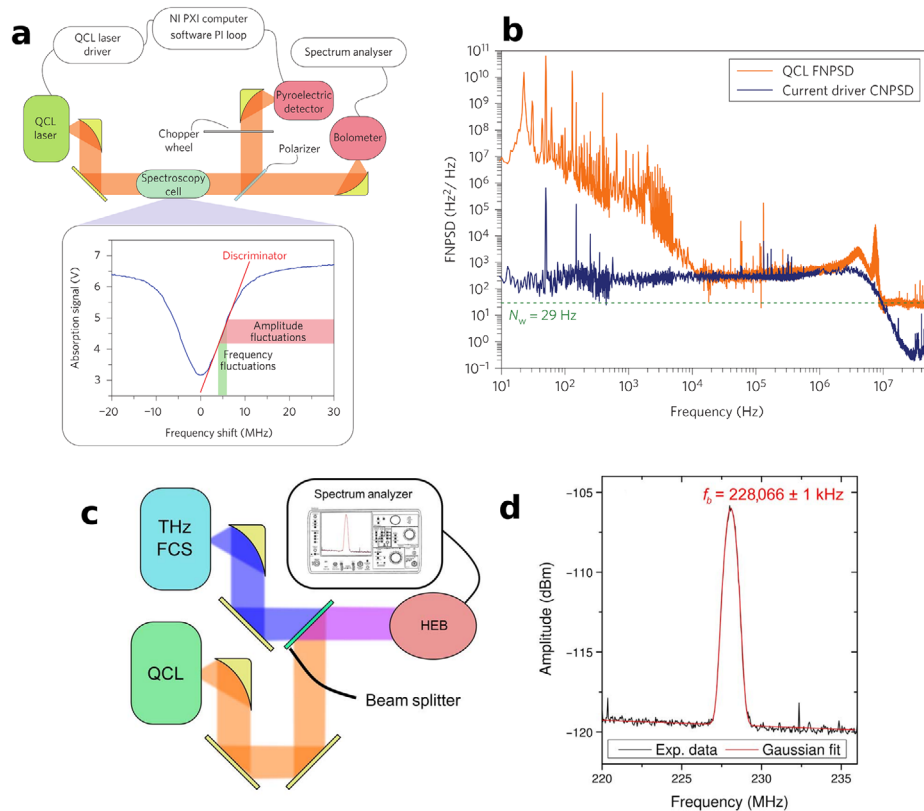 a
QCL laser
driver
NI PXI computer
software PI loop
Spectrum analyser
QCL
laser
Pyroelectric
detector
Chopper
wheel
Bolometer
Polarizer
Spectroscopy
cell
Discriminator
Amplitude
fluctuations
Frequency
fluctuations
Absorption signal (V)
7
6
5
4
3
−20
−10
0
10
20
30
Frequency shift (MHz)
b
QCL FNPSD
Current driver CNPSD
FNPSD (Hz²/ Hz)
10¹¹
10¹⁰
10⁹
10⁸
10⁷
10⁶
10⁵
10⁴
10³
10²
10¹
10⁰
10⁻¹
N_w = 29 Hz
10¹
10²
10³
10⁴
10⁵
10⁶
10⁷
Frequency (Hz)
c
THz
FCS
Spectrum analyzer
HEB
QCL
Beam splitter
d
f_b = 228,066 ± 1 kHz
Amplitude (dBm)
−105
−110
−115
−120
Exp. data
Gaussian fit
220
225
230
235
Frequency (MHz)